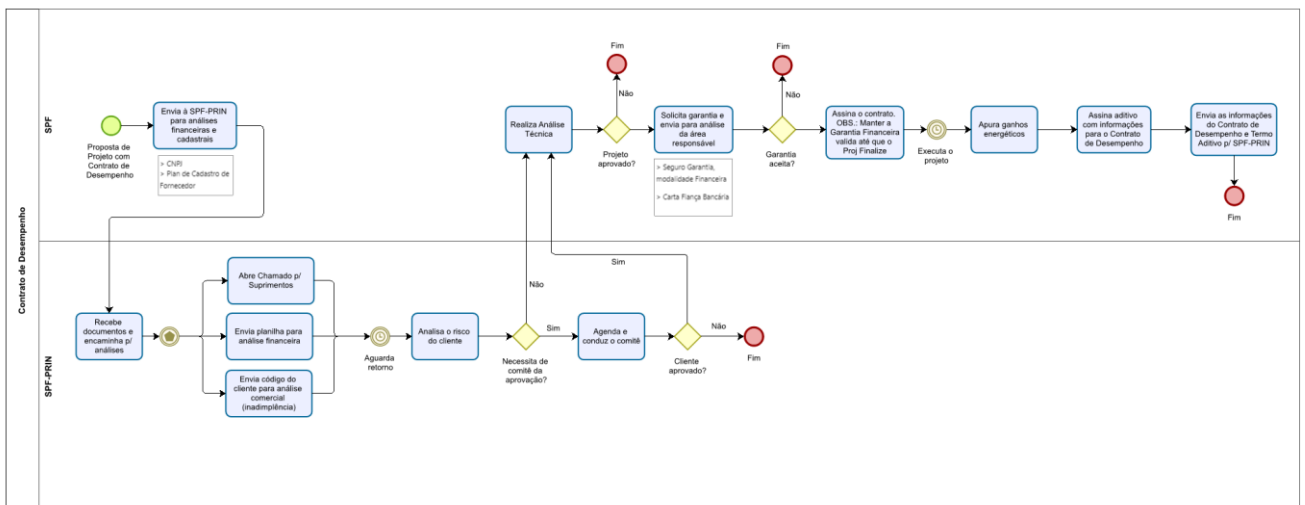 Contrato de Desempenho
SPF
Proposta de
Projeto com
Contrato de
Desempenho
Envia à SPF-PRIN
para análises
financeiras e
cadastrais
> CNPJ
> Plan de Cadastro de
Fornecedor
Realiza Análise
Técnica
Fim
Não
Projeto
aprovado?
Solicita garantia e
envia para análise
da área
responsável
> Seguro Garantia,
modalidade Financeira
> Carta Fiança Bancária
Fim
Não
Garantia
aceita?
Assina o contrato.
OBS.: Manter a
Garantia Financeira
valida até que o
Proj Finalize
Executa o
projeto
Apura ganhos
energéticos
Assina aditivo
com informações
para o Contrato
de Desempenho
Envia as informações
do Contrato de
Desempenho e Termo
Aditivo p/ SPF-PRIN
Fim
SPF-PRIN
Recebe
documentos e
encaminha p/
análises
Abre Chamado p/
Suprimentos
Envia planilha para
análise financeira
Envia código do
cliente para análise
comercial
(inadimplência)
Aguarda
retorno
Analisa o risco
do cliente
Não
Sim
Necessita de
comitê da
aprovação?
Agenda e
conduz o comitê
Sim
Não
Cliente
aprovado?
Fim